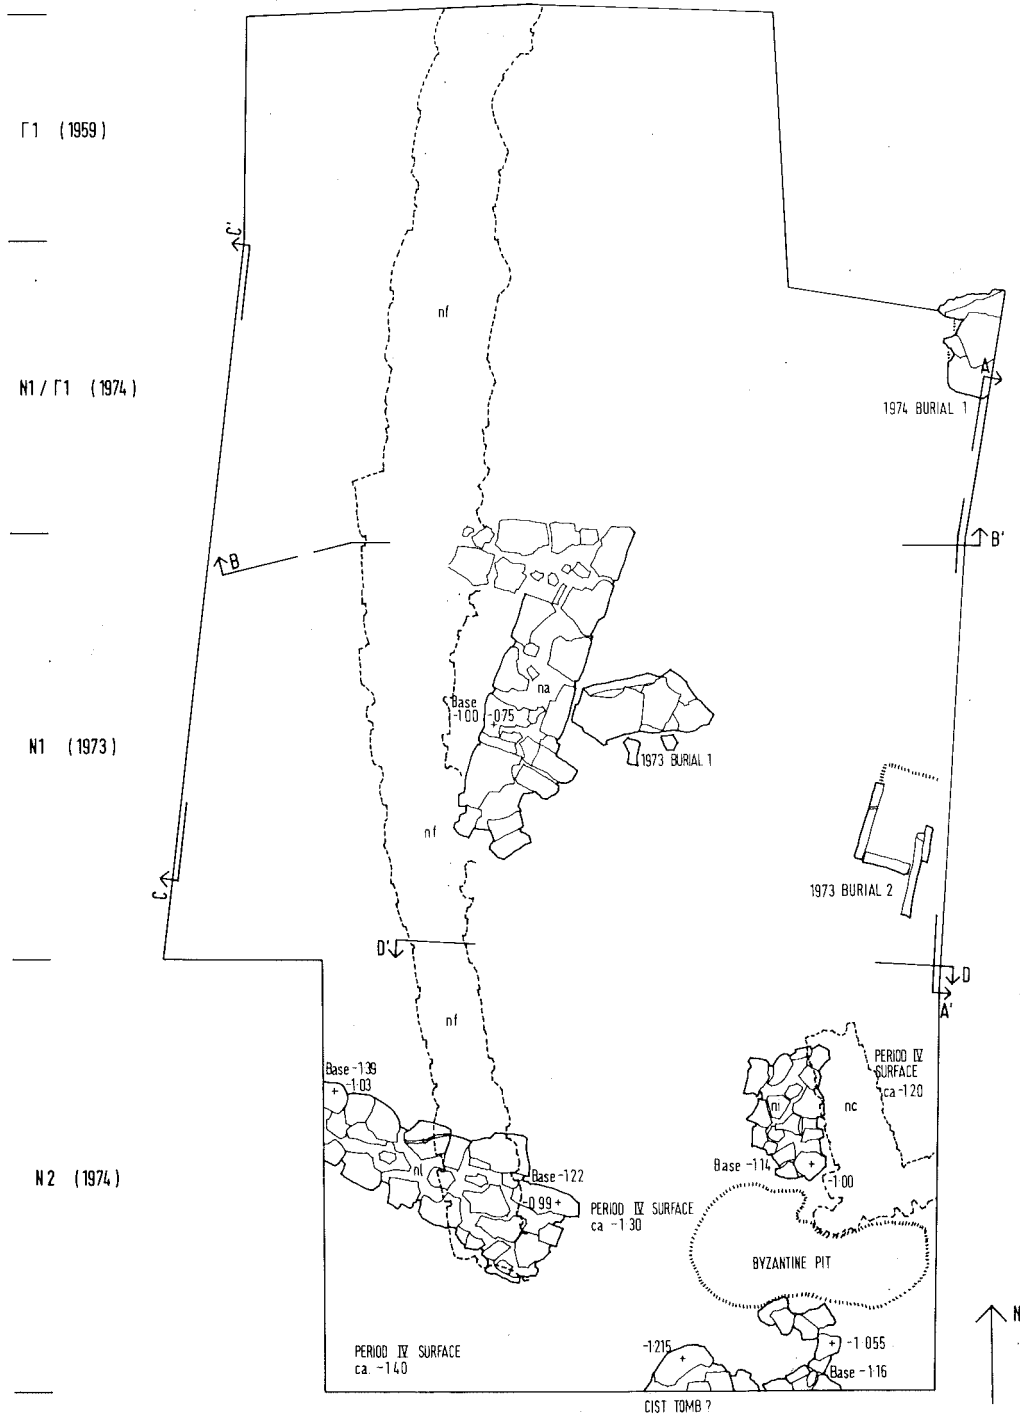 Γ1 (1959)
C'
nf
N1 / Γ1 (1974)
A
1974 BURIAL 1
B
B'
na
Base
-1·00 -0·75
N1 (1973)
1973 BURIAL 1
nf
C
1973 BURIAL 2
D'
D
A'
nf
Base -1·39
-1·03
PERIOD IV
SURFACE
ca -1·20
nc
Base -1·14
-1·00
N2 (1974)
Base -1·22
-0·99
PERIOD IV SURFACE
ca -1·30
BYZANTINE PIT
N
PERIOD IV SURFACE
ca. -1·40
-1·215
-1·055
Base -1·16
CIST TOMB ?